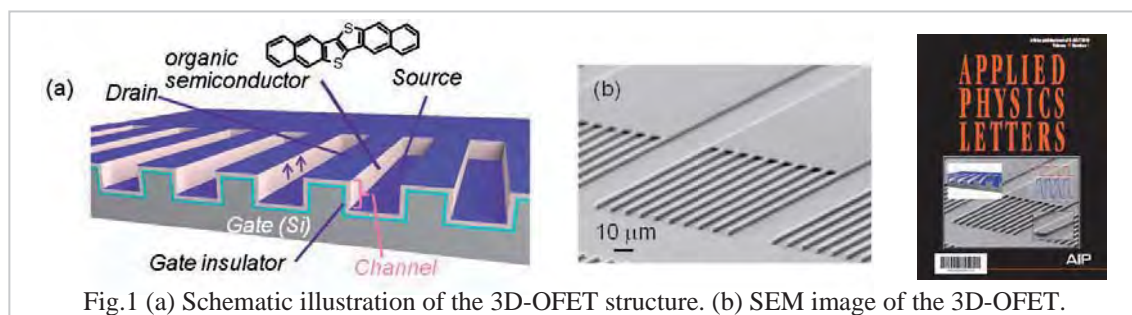 S
S
organic
semiconductor
Source
(a)
Drain
Gate (Si)
Gate insulator
Channel
(b)
10 μm
APPLIED
PHYSICS
LETTERS
AIP
Fig.1 (a) Schematic illustration of the 3D-OFET structure. (b) SEM image of the 3D-OFET.